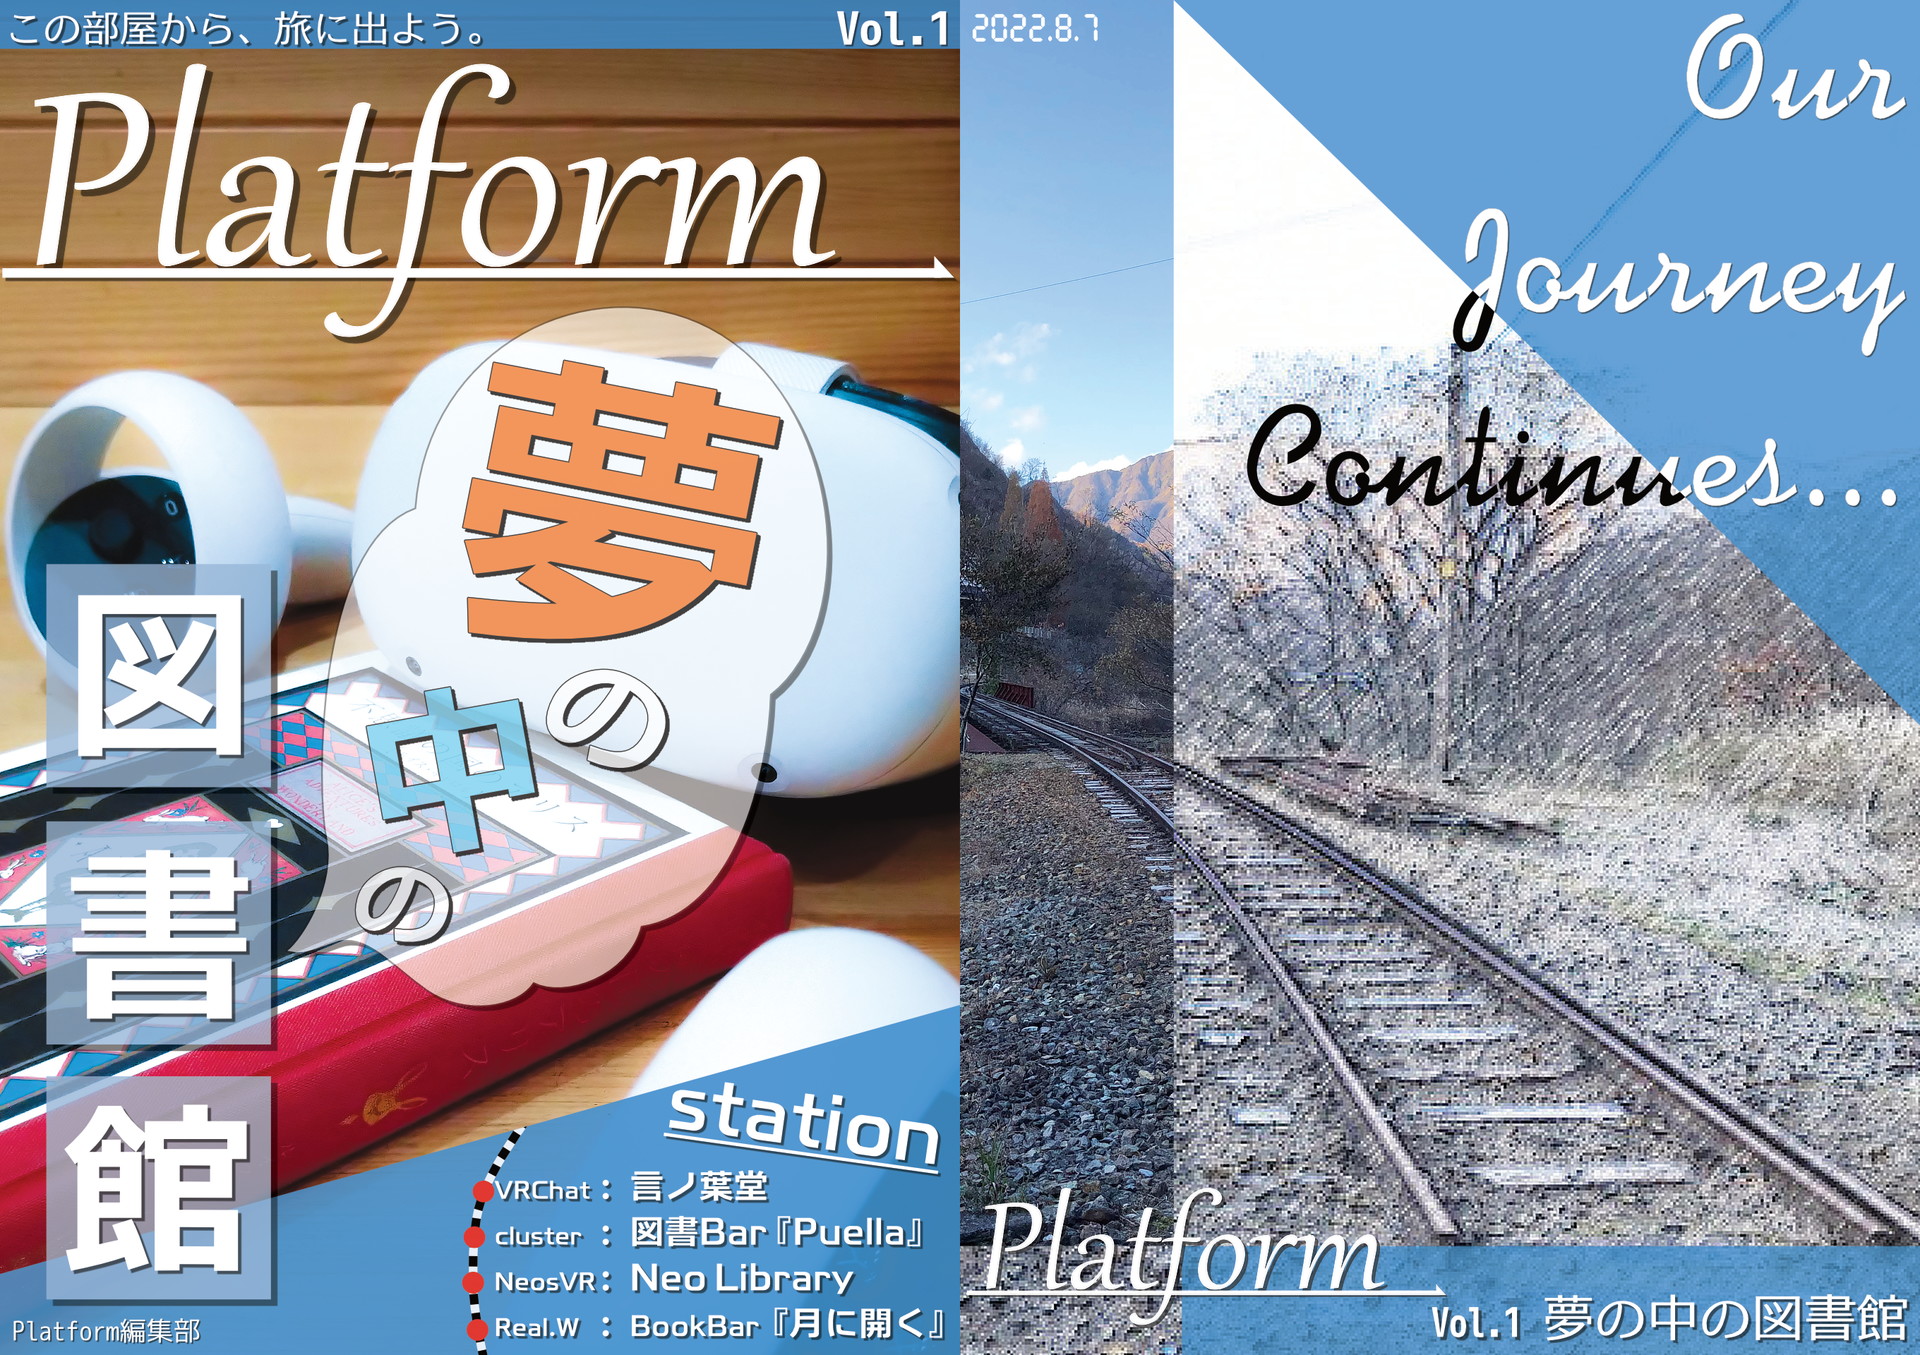 この部屋から、旅に出よう。
Vol.1
Platform
夢の
中の
図書館
station
VRChat : 言ノ葉堂
cluster : 図書Bar『Puella』
NeosVR : Neo Library
Real.W : BookBar『月に開く』
Platform編集部
2022.8.7
Our
Journey
Continues...
Platform
Vol.1 夢の中の図書館